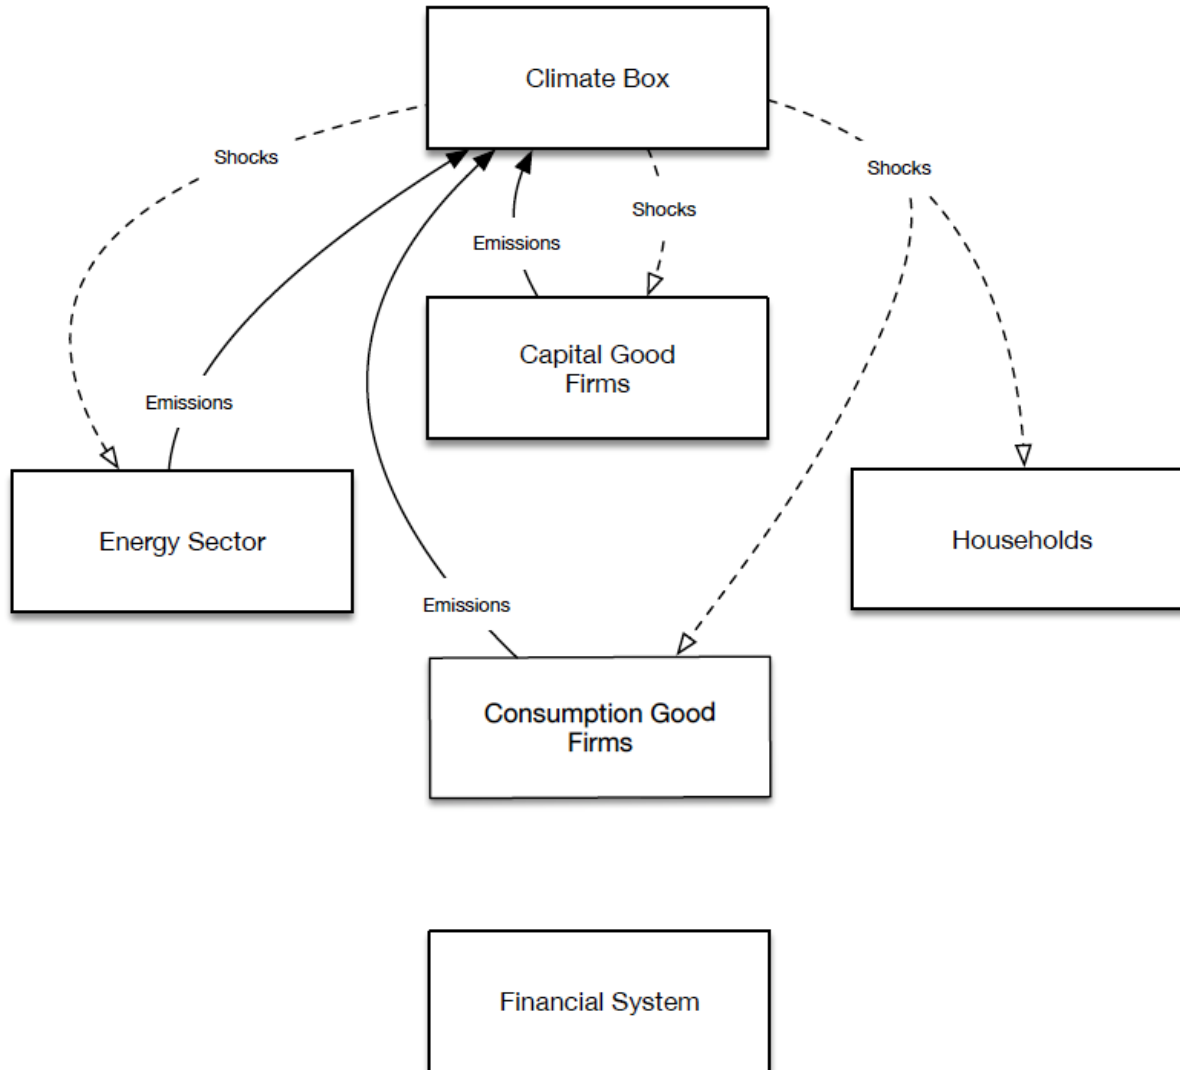 Climate Box
Shocks
Shocks
Shocks
Emissions
Capital Good
Firms
Emissions
Energy Sector
Households
Emissions
Consumption Good
Firms
Financial System